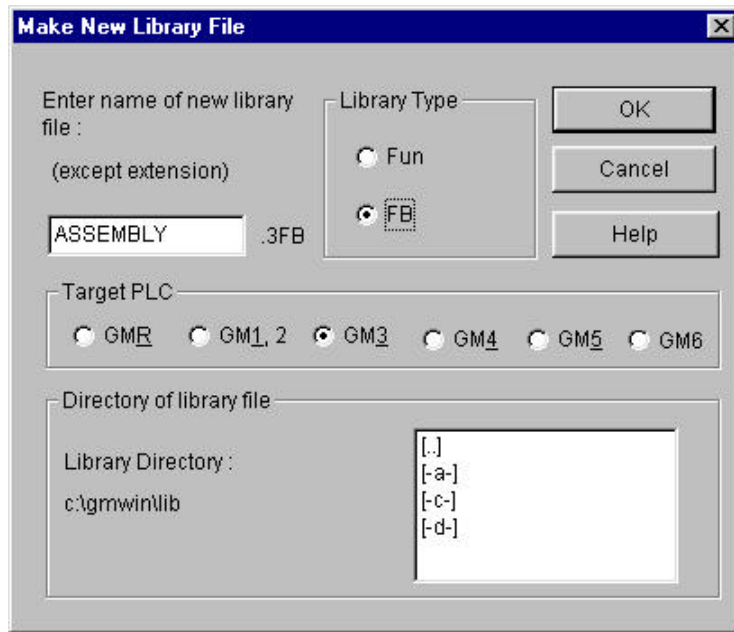 Make New Library File
Enter name of new library
file :
(except extension)
ASSEMBLY .3FB
Library Type
Fun
FB
OK
Cancel
Help
Target PLC
GMR GM1, 2 GM3 GM4 GM5 GM6
Directory of library file
Library Directory :
c:\gmwin\lib
[..]
[-a-]
[-c-]
[-d-]